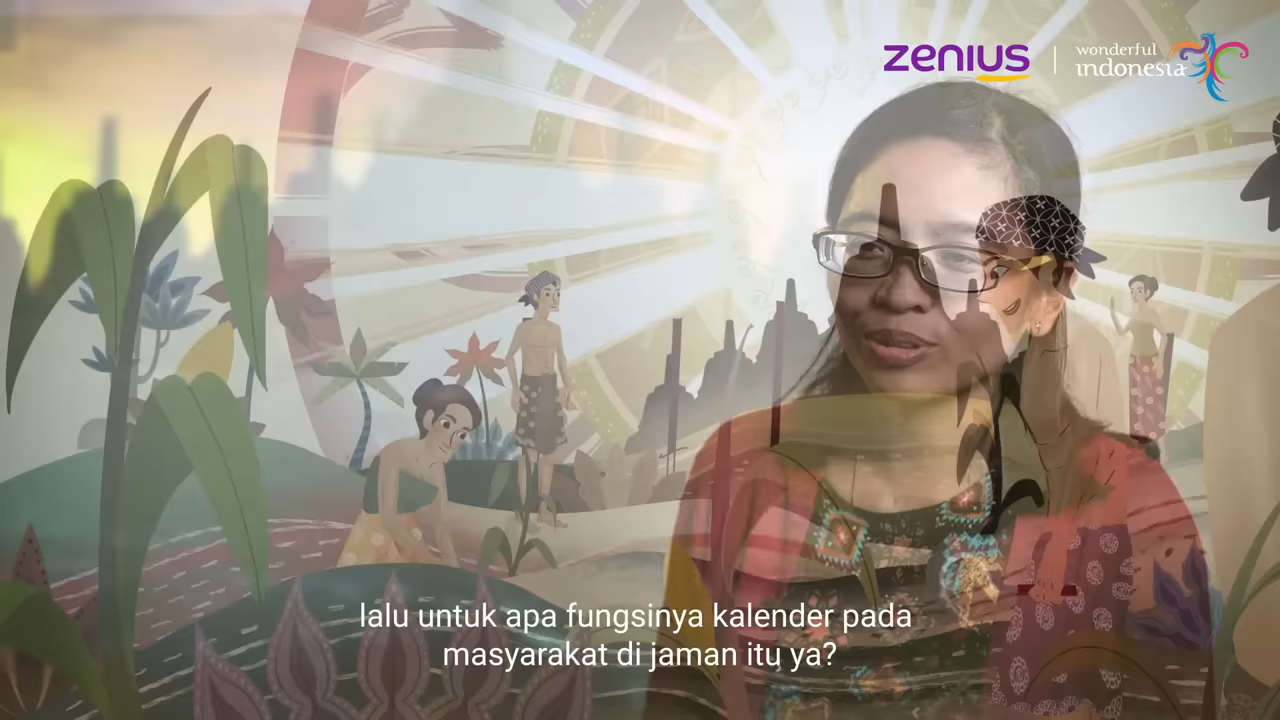 zenius
wonderful
indonesia
lalu untuk apa fungsinya kalender pada
masyarakat di jaman itu ya?